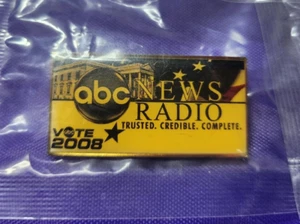 abc NEWS
RADIO
TRUSTED. CREDIBLE. COMPLETE.
VOTE
2008